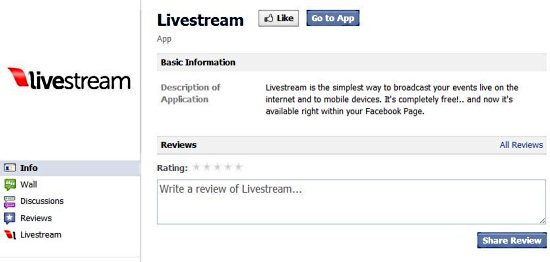 livestream
Info
Wall
Discussions
Reviews
Livestream
Livestream Like Go to App
App
Basic Information
Description of Application
Livestream is the simplest way to broadcast your events live on the
internet and to mobile devices. It's completely free!.. and now it's
available right within your Facebook Page.
Reviews All Reviews
Rating:
Write a review of Livestream...
Share Review